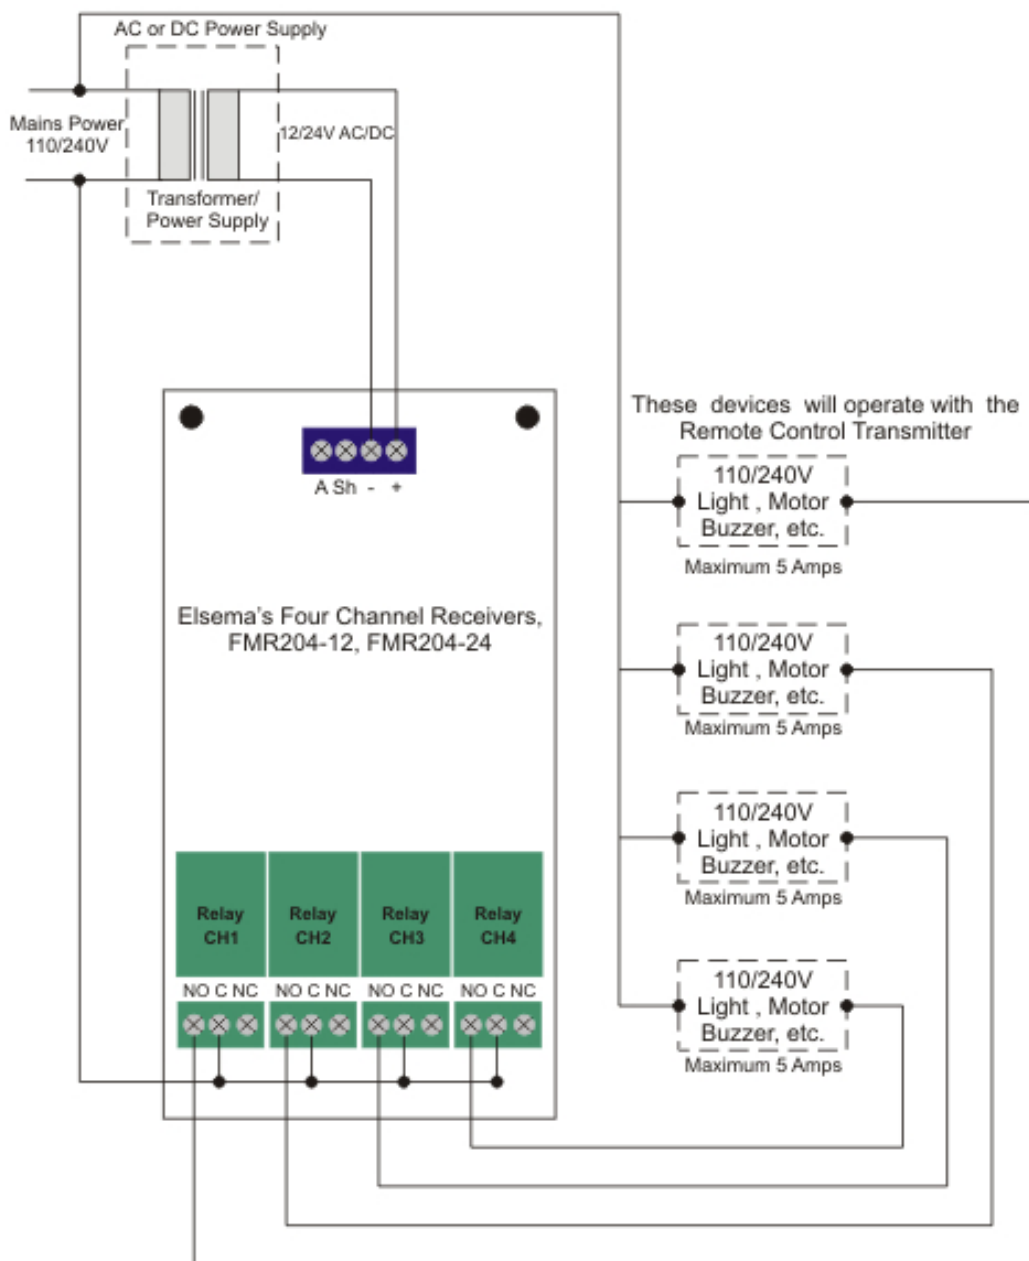 AC or DC Power Supply
Mains Power
110/240V
12/24V AC/DC
Transformer/
Power Supply
A Sh - +
Elsema's Four Channel Receivers,
FMR204-12, FMR204-24
Relay
CH1
Relay
CH2
Relay
CH3
Relay
CH4
NO C NC
NO C NC
NO C NC
NO C NC
These devices will operate with the
Remote Control Transmitter
110/240V
Light , Motor
Buzzer, etc.
Maximum 5 Amps
110/240V
Light , Motor
Buzzer, etc.
Maximum 5 Amps
110/240V
Light , Motor
Buzzer, etc.
Maximum 5 Amps
110/240V
Light , Motor
Buzzer, etc.
Maximum 5 Amps